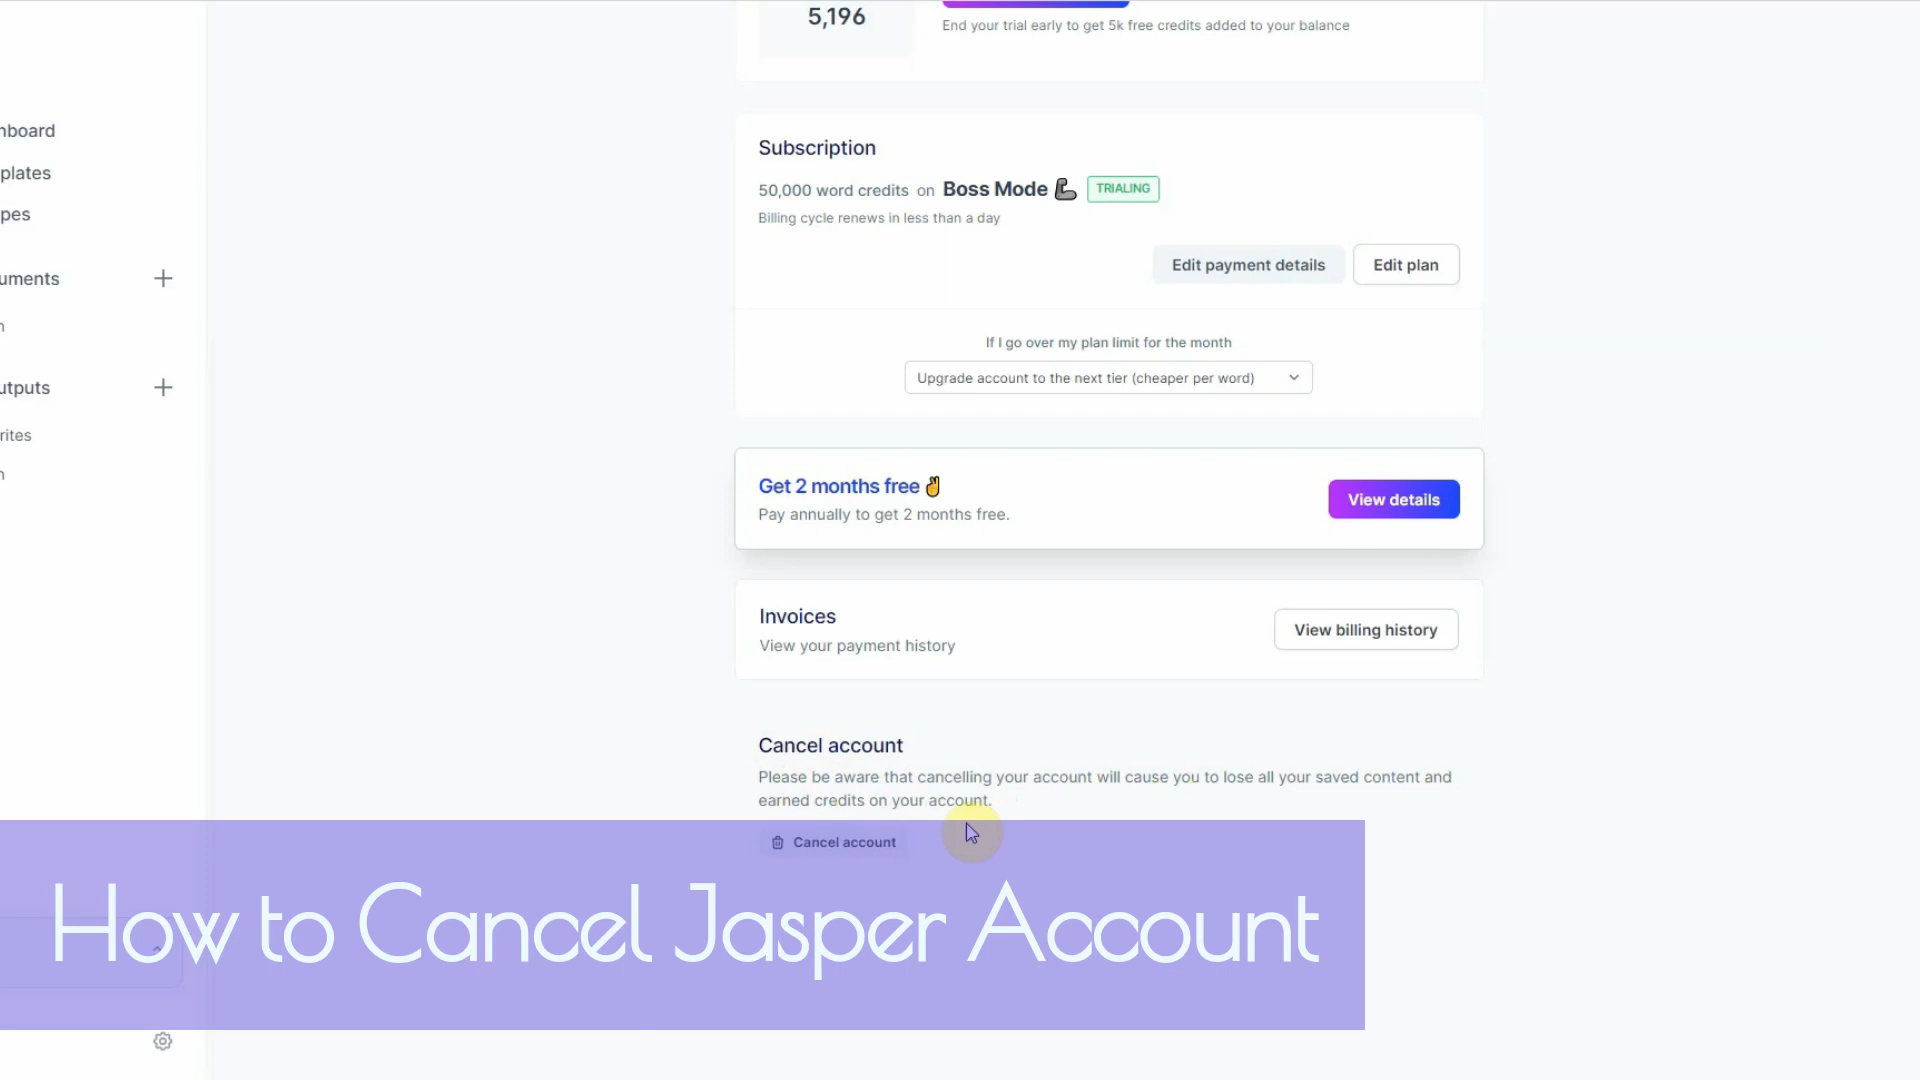 5,196
End your trial early to get 5k free credits added to your balance
nboard
plates
pes
uments
n
utputs
rites
n
Subscription
50,000 word credits on Boss Mode 🦾 TRIALING
Billing cycle renews in less than a day
Edit payment details
Edit plan
If I go over my plan limit for the month
Upgrade account to the next tier (cheaper per word)
Get 2 months free ✌️
Pay annually to get 2 months free.
View details
Invoices
View your payment history
View billing history
Cancel account
Please be aware that cancelling your account will cause you to lose all your saved content and
earned credits on your account.
Cancel account
How to Cancel Jasper Account